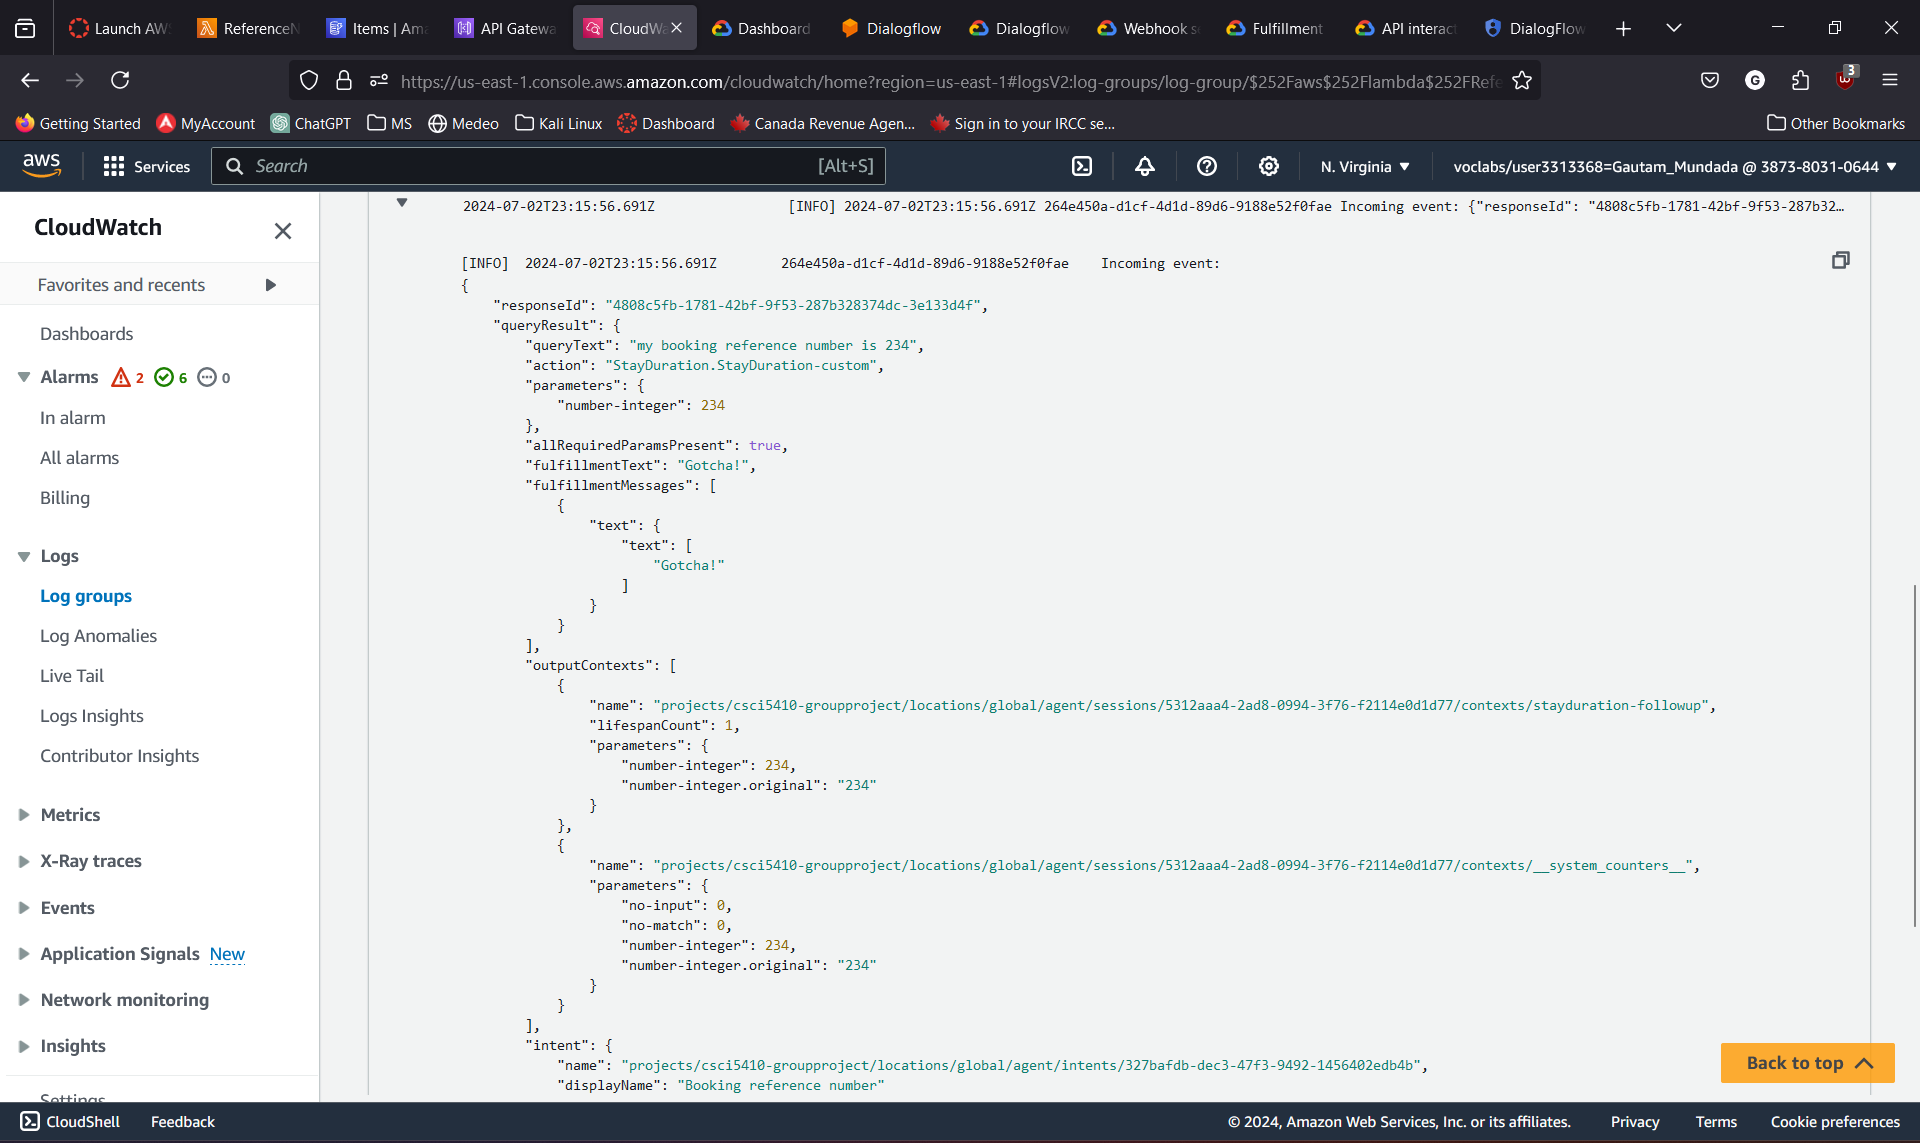 Launch AW
ReferenceN
Items | Ama
API Gatewa
CloudWa
Dashboard
Dialogflow
Dialogflow
Webhook se
Fulfillment
API interact
DialogFlow
https://us-east-1.console.aws.amazon.com/cloudwatch/home?region=us-east-1#logsV2:log-groups/log-group/$252Faws$252Flambda$252FRefe
G
3
Getting Started
MyAccount
ChatGPT
MS
Medeo
Kali Linux
Dashboard
Canada Revenue Agen...
Sign in to your IRCC se...
Other Bookmarks
aws
Services
Search
[Alt+S]
N. Virginia
voclabs/user3313368=Gautam_Mundada @ 3873-8031-0644
CloudWatch
Favorites and recents
Dashboards
Alarms 2 6 0
In alarm
All alarms
Billing
Logs
Log groups
Log Anomalies
Live Tail
Logs Insights
Contributor Insights
Metrics
X-Ray traces
Events
Application Signals New
Network monitoring
Insights
Settings
2024-07-02T23:15:56.691Z [INFO] 2024-07-02T23:15:56.691Z 264e450a-d1cf-4d1d-89d6-9188e52f0fae Incoming event: {"responseId": "4808c5fb-1781-42bf-9f53-287b32…
[INFO] 2024-07-02T23:15:56.691Z 264e450a-d1cf-4d1d-89d6-9188e52f0fae Incoming event:
{
"responseId": "4808c5fb-1781-42bf-9f53-287b328374dc-3e133d4f",
"queryResult": {
"queryText": "my booking reference number is 234",
"action": "StayDuration.StayDuration-custom",
"parameters": {
"number-integer": 234
},
"allRequiredParamsPresent": true,
"fulfillmentText": "Gotcha!",
"fulfillmentMessages": [
{
"text": {
"text": [
"Gotcha!"
]
}
}
],
"outputContexts": [
{
"name": "projects/csci5410-groupproject/locations/global/agent/sessions/5312aaa4-2ad8-0994-3f76-f2114e0d1d77/contexts/stayduration-followup",
"lifespanCount": 1,
"parameters": {
"number-integer": 234,
"number-integer.original": "234"
}
},
{
"name": "projects/csci5410-groupproject/locations/global/agent/sessions/5312aaa4-2ad8-0994-3f76-f2114e0d1d77/contexts/__system_counters__",
"parameters": {
"no-input": 0,
"no-match": 0,
"number-integer": 234,
"number-integer.original": "234"
}
}
],
"intent": {
"name": "projects/csci5410-groupproject/locations/global/agent/intents/327bafdb-dec3-47f3-9492-1456402edb4b",
"displayName": "Booking reference number"
Back to top
CloudShell
Feedback
© 2024, Amazon Web Services, Inc. or its affiliates.
Privacy
Terms
Cookie preferences